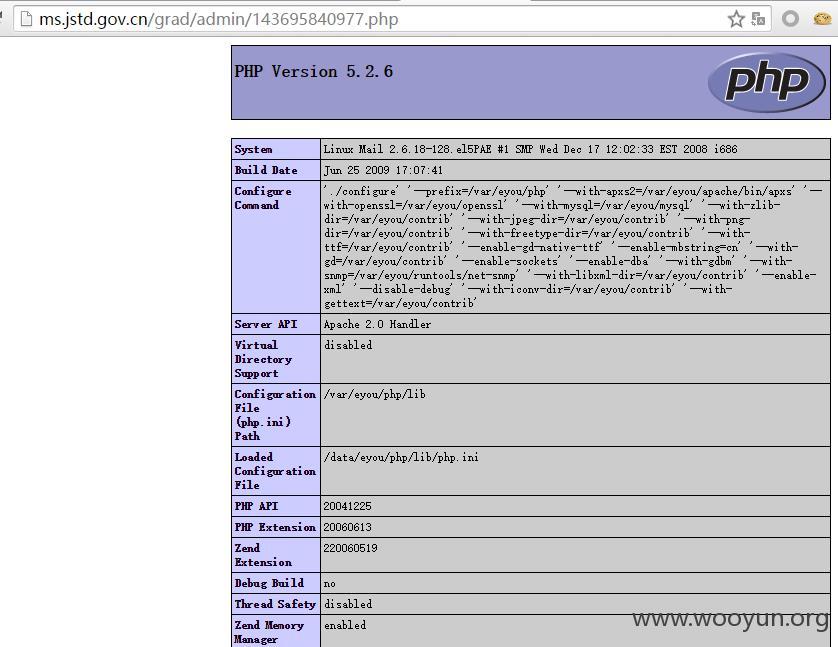 ms.jstd.gov.cn/grad/admin/143695840977.php
PHP Version 5.2.6
php
System
Linux Mail 2.6.18-128.el5PAE #1 SMP Wed Dec 17 12:02:33 EST 2008 i686
Build Date
Jun 25 2009 17:07:41
Configure
Command
'./configure' '--prefix=/var/eyou/php' '--with-apxs2=/var/eyou/apache/bin/apxs' '--
with-openssl=/var/eyou/openssl' '--with-mysql=/var/eyou/mysql' '--with-zlib-
dir=/var/eyou/contrib' '--with-jpeg-dir=/var/eyou/contrib' '--with-png-
dir=/var/eyou/contrib' '--with-freetype-dir=/var/eyou/contrib' '--with-
ttf=/var/eyou/contrib' '--enable-gd-native-ttf' '--enable-mbstring=cn' '--with-
gd=/var/eyou/contrib' '--enable-sockets' '--enable-dba' '--with-gdbm' '--with-
snmp=/var/eyou/runtools/net-snmp' '--with-libxml-dir=/var/eyou/contrib' '--enable-
xml' '--disable-debug' '--with-iconv-dir=/var/eyou/contrib' '--with-
gettext=/var/eyou/contrib'
Server API
Apache 2.0 Handler
Virtual
Directory
Support
disabled
Configuration
File
(php.ini)
Path
/var/eyou/php/lib
Loaded
Configuration
File
/data/eyou/php/lib/php.ini
PHP API
20041225
PHP Extension
20060613
Zend
Extension
220060519
Debug Build
no
Thread Safety
disabled
Zend Memory
Manager
enabled
www.wooyun.org